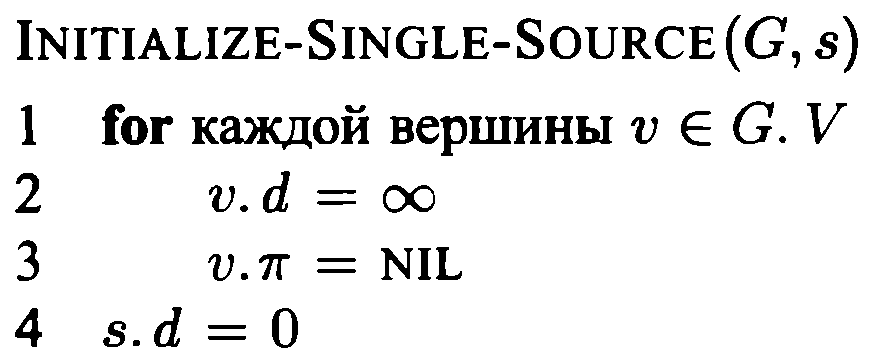 INITIALIZE-SINGLE-SOURCE(G, s)
1 for каждой вершины v ∈ G. V
2 v. d = ∞
3 v. π = NIL
4 s. d = 0